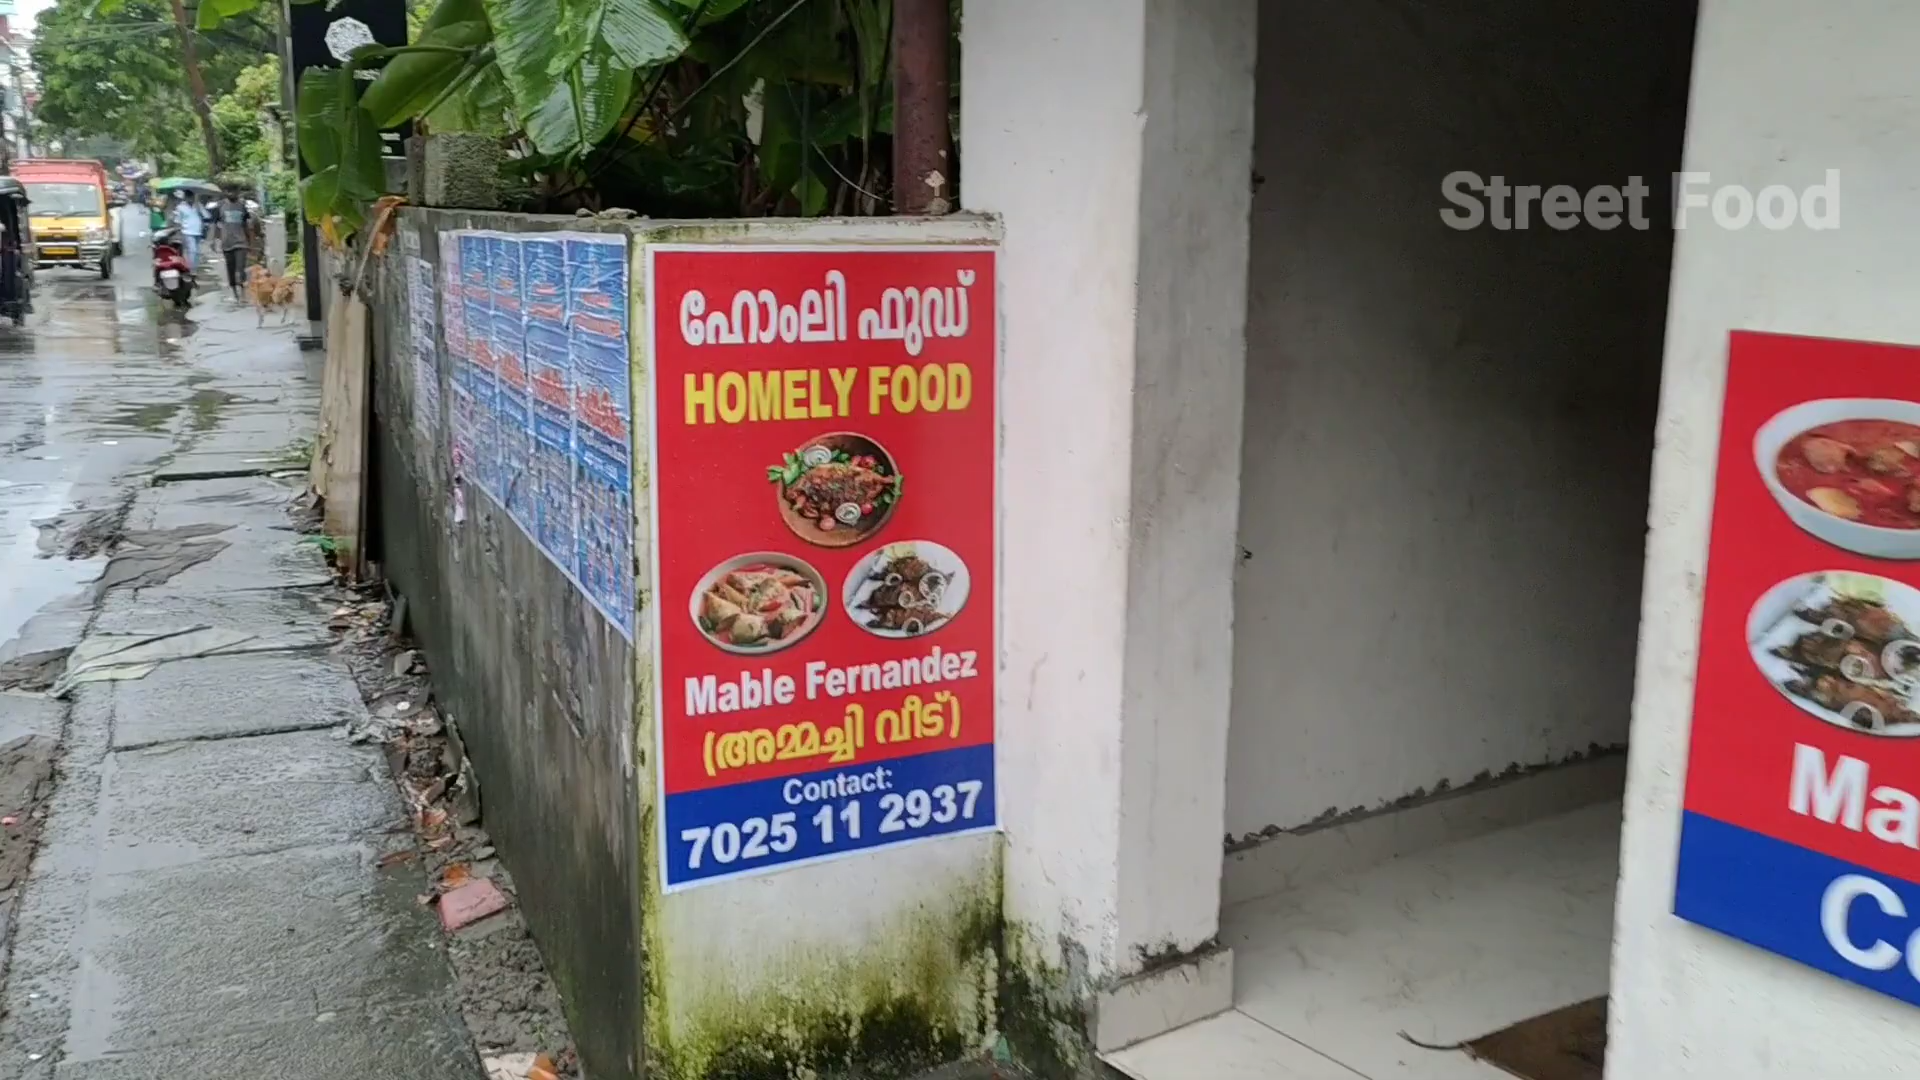 Street Food
ഹോംലി ഫുഡ്
HOMELY FOOD
Mable Fernandez
(അമ്മച്ചി വീട്)
Contact:
7025 11 2937
Ma
C